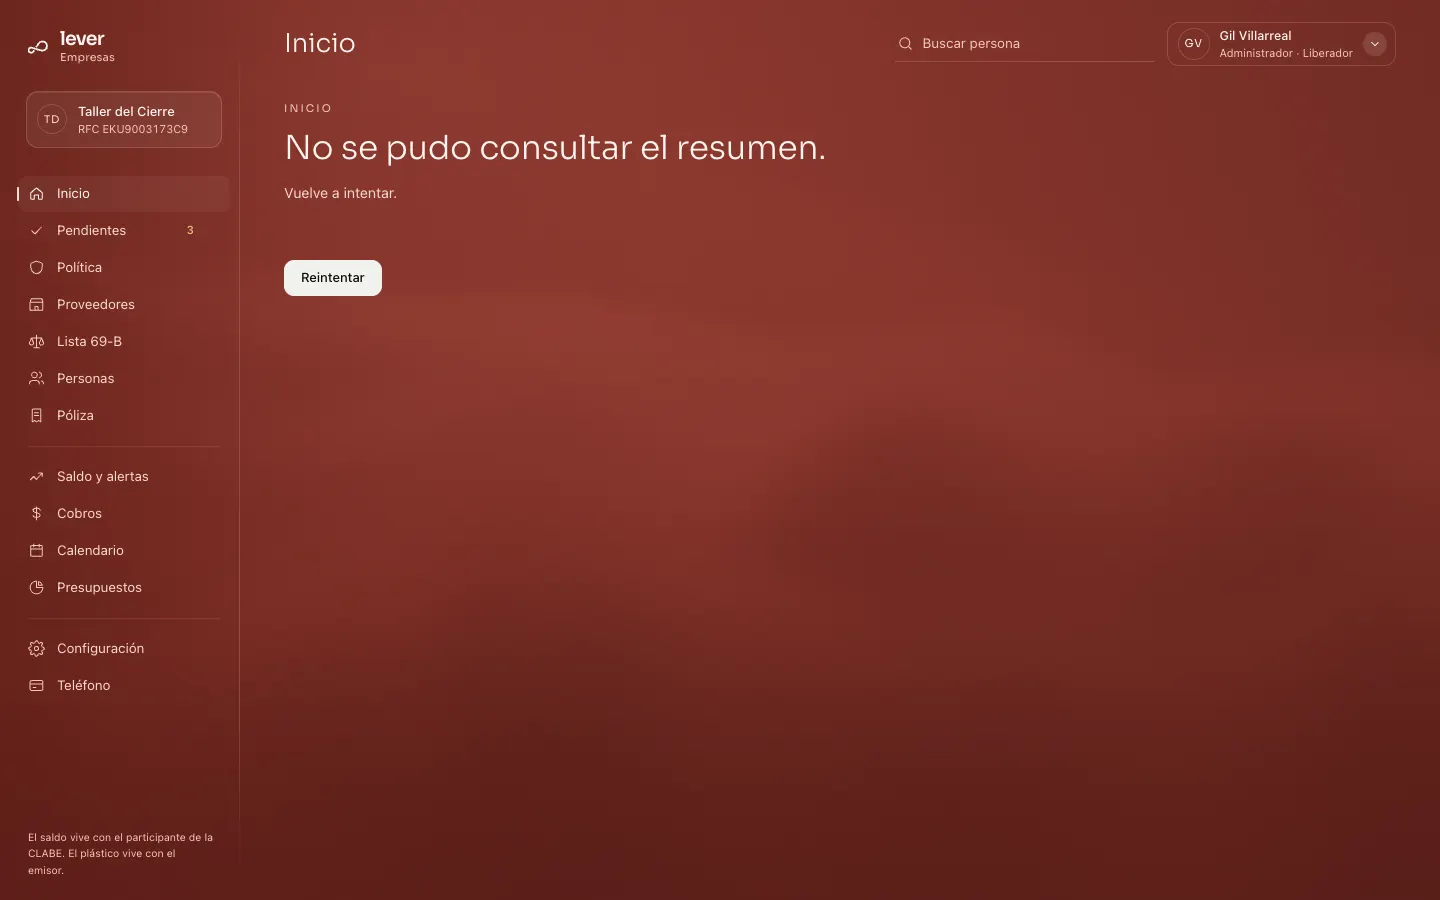 lever
Empresas
TD
Taller del Cierre
RFC EKU9003173C9
Inicio
Pendientes 3
Política
Proveedores
Lista 69-B
Personas
Póliza
Saldo y alertas
Cobros
Calendario
Presupuestos
Configuración
Teléfono
El saldo vive con el participante de la
CLABE. El plástico vive con el
emisor.
Inicio
Buscar persona
GV
Gil Villarreal
Administrador · Liberador
INICIO
No se pudo consultar el resumen.
Vuelve a intentar.
Reintentar